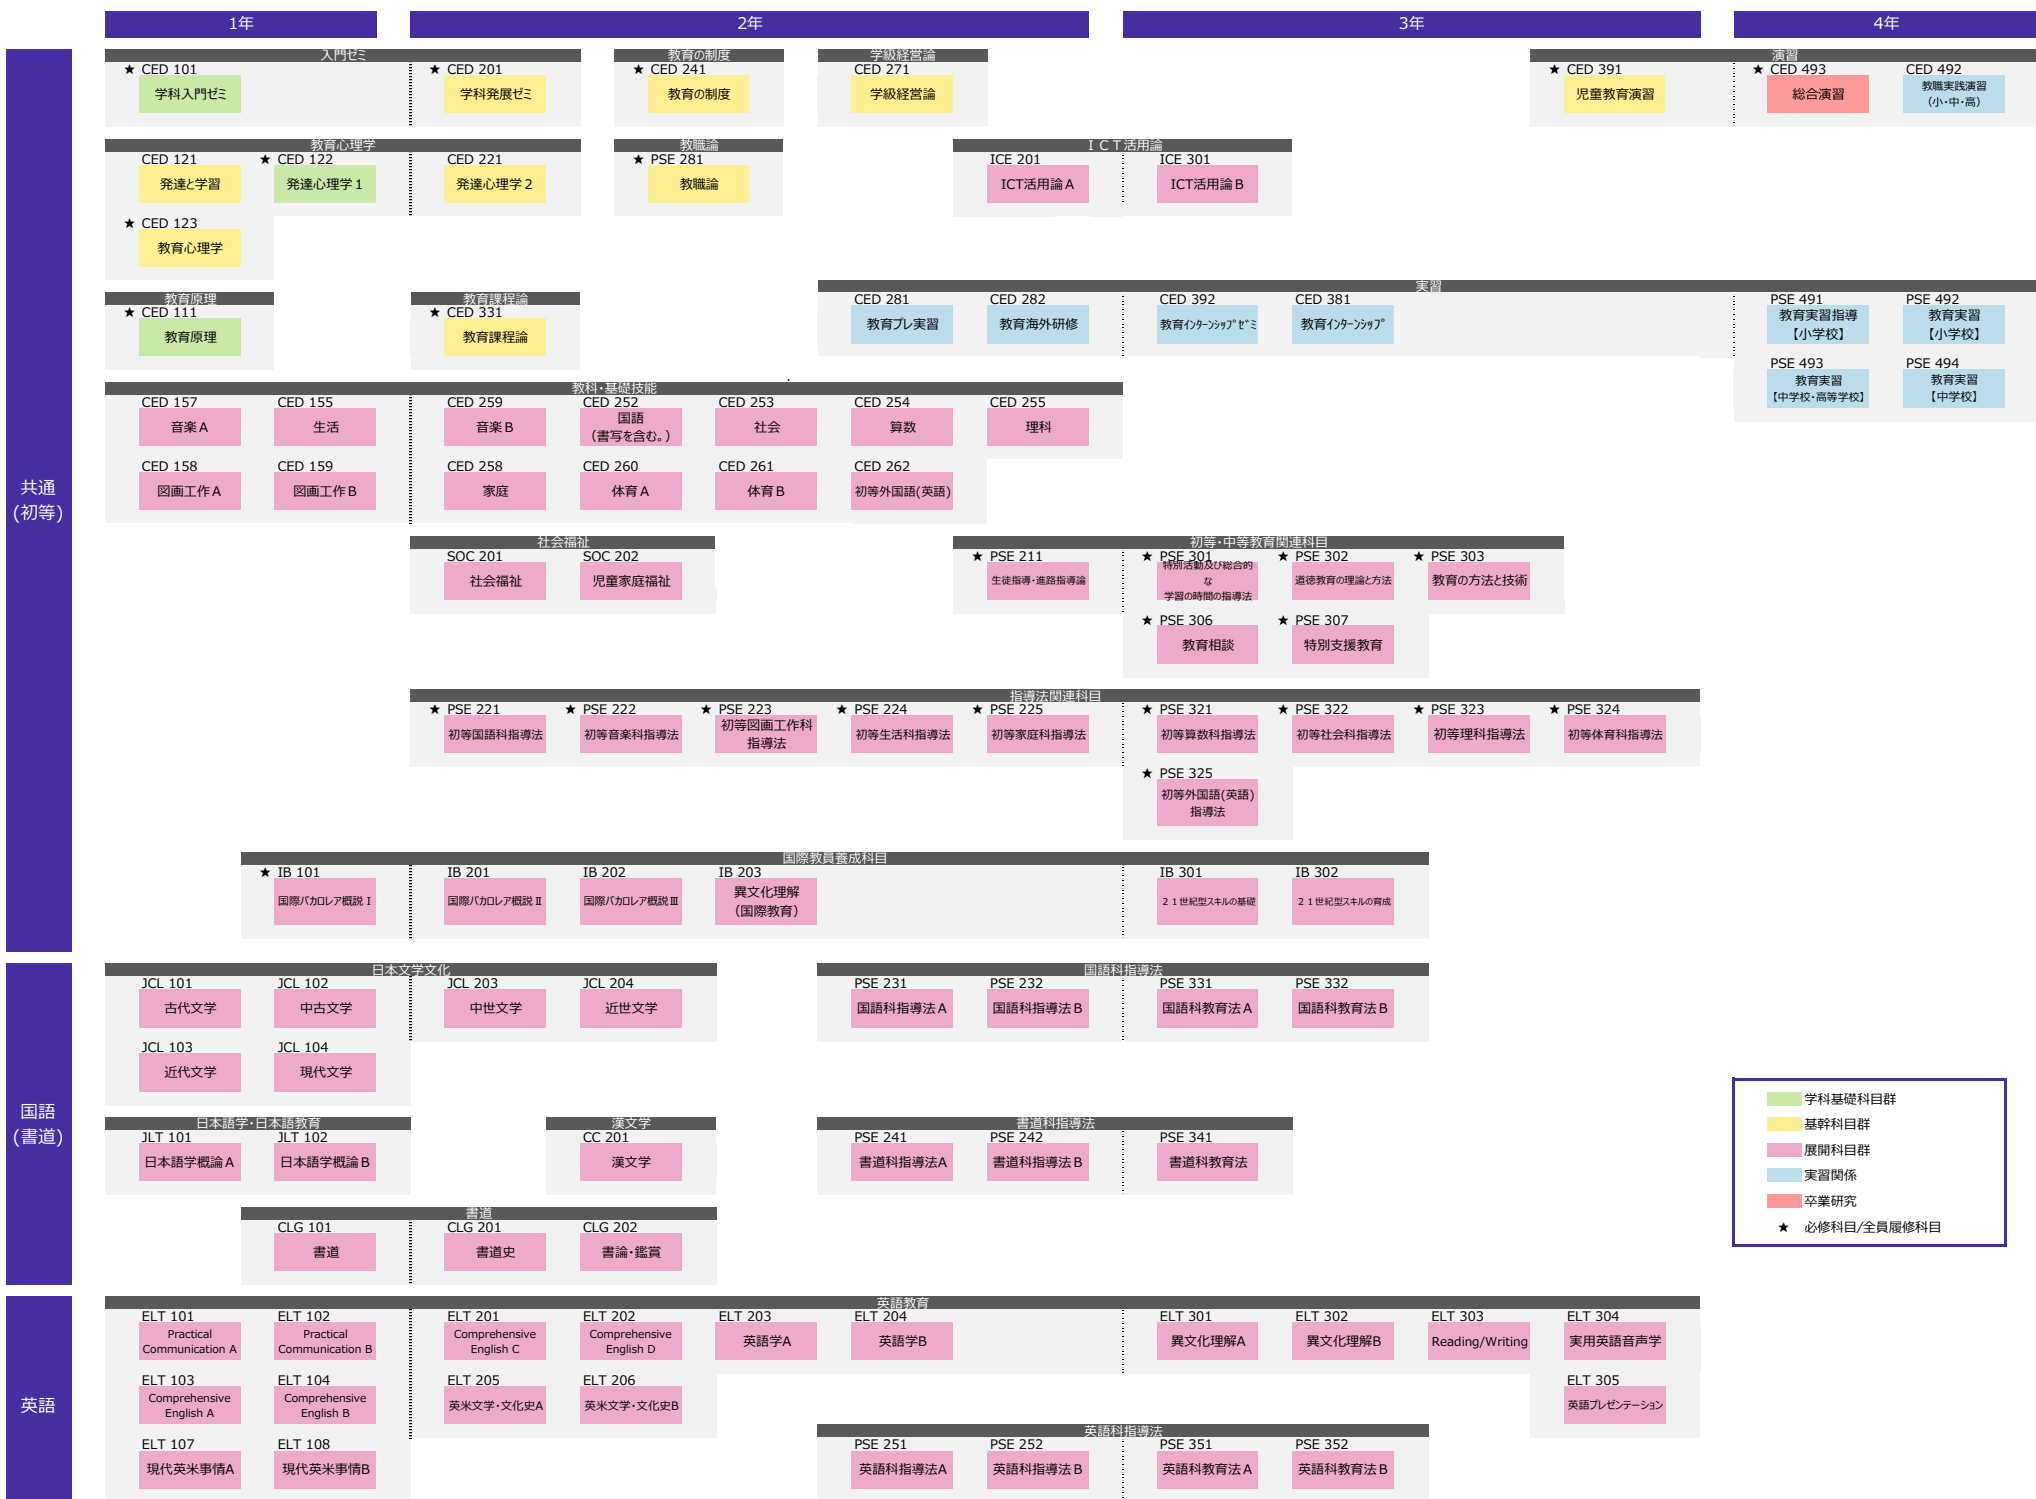 1年
2年
3年
4年
共通
(初等)
入門ゼミ
★ CED 101
学科入門ゼミ
★ CED 201
学科発展ゼミ
教育の制度
★ CED 241
教育の制度
学級経営論
CED 271
学級経営論
演習
★ CED 391
児童教育演習
★ CED 493
総合演習
CED 492
教職実践演習
(小・中・高)
教育心理学
CED 121
発達と学習
★ CED 122
発達心理学１
CED 221
発達心理学２
★ CED 123
教育心理学
教職論
★ PSE 281
教職論
ＩＣＴ活用論
ICE 201
ICT活用論Ａ
ICE 301
ICT活用論Ｂ
教育原理
★ CED 111
教育原理
教育課程論
★ CED 331
教育課程論
実習
CED 281
教育プレ実習
CED 282
教育海外研修
CED 392
教育ｲﾝﾀｰﾝｼｯﾌﾟｾﾞﾐ
CED 381
教育ｲﾝﾀｰﾝｼｯﾌﾟ
PSE 491
教育実習指導
【小学校】
PSE 492
教育実習
【小学校】
PSE 493
教育実習
【中学校・高等学校】
PSE 494
教育実習
【中学校】
教科・基礎技能
CED 157
音楽Ａ
CED 155
生活
CED 259
音楽Ｂ
CED 252
国語
（書写を含む。）
CED 253
社会
CED 254
算数
CED 255
理科
CED 158
図画工作Ａ
CED 159
図画工作Ｂ
CED 258
家庭
CED 260
体育Ａ
CED 261
体育Ｂ
CED 262
初等外国語(英語)
社会福祉
SOC 201
社会福祉
SOC 202
児童家庭福祉
初等・中等教育関連科目
★ PSE 211
生徒指導・進路指導論
★ PSE 301
特別活動及び総合的
な
学習の時間の指導法
★ PSE 302
道徳教育の理論と方法
★ PSE 303
教育の方法と技術
★ PSE 306
教育相談
★ PSE 307
特別支援教育
指導法関連科目
★ PSE 221
初等国語科指導法
★ PSE 222
初等音楽科指導法
★ PSE 223
初等図画工作科
指導法
★ PSE 224
初等生活科指導法
★ PSE 225
初等家庭科指導法
★ PSE 321
初等算数科指導法
★ PSE 322
初等社会科指導法
★ PSE 323
初等理科指導法
★ PSE 324
初等体育科指導法
★ PSE 325
初等外国語(英語)
指導法
国際教員養成科目
★ IB 101
国際バカロレア概説Ⅰ
IB 201
国際バカロレア概説Ⅱ
IB 202
国際バカロレア概説Ⅲ
IB 203
異文化理解
（国際教育）
IB 301
２１世紀型スキルの基礎
IB 302
２１世紀型スキルの育成
国語
(書道)
日本文学文化
JCL 101
古代文学
JCL 102
中古文学
JCL 203
中世文学
JCL 204
近世文学
JCL 103
近代文学
JCL 104
現代文学
国語科指導法
PSE 231
国語科指導法Ａ
PSE 232
国語科指導法Ｂ
PSE 331
国語科教育法Ａ
PSE 332
国語科教育法Ｂ
日本語学・日本語教育
JLT 101
日本語学概論Ａ
JLT 102
日本語学概論Ｂ
漢文学
CC 201
漢文学
書道科指導法
PSE 241
書道科指導法A
PSE 242
書道科指導法Ｂ
PSE 341
書道科教育法
書道
CLG 101
書道
CLG 201
書道史
CLG 202
書論・鑑賞
学科基礎科目群
基幹科目群
展開科目群
実習関係
卒業研究
★ 必修科目/全員履修科目
英語
英語教育
ELT 101
Practical
Communication A
ELT 102
Practical
Communication B
ELT 201
Comprehensive
English C
ELT 202
Comprehensive
English D
ELT 203
英語学A
ELT 204
英語学B
ELT 301
異文化理解A
ELT 302
異文化理解B
ELT 303
Reading/Writing
ELT 304
実用英語音声学
ELT 103
Comprehensive
English A
ELT 104
Comprehensive
English B
ELT 205
英米文学・文化史A
ELT 206
英米文学・文化史B
ELT 305
英語プレゼンテーション
ELT 107
現代英米事情A
ELT 108
現代英米事情B
英語科指導法
PSE 251
英語科指導法A
PSE 252
英語科指導法Ｂ
PSE 351
英語科教育法Ａ
PSE 352
英語科教育法Ｂ